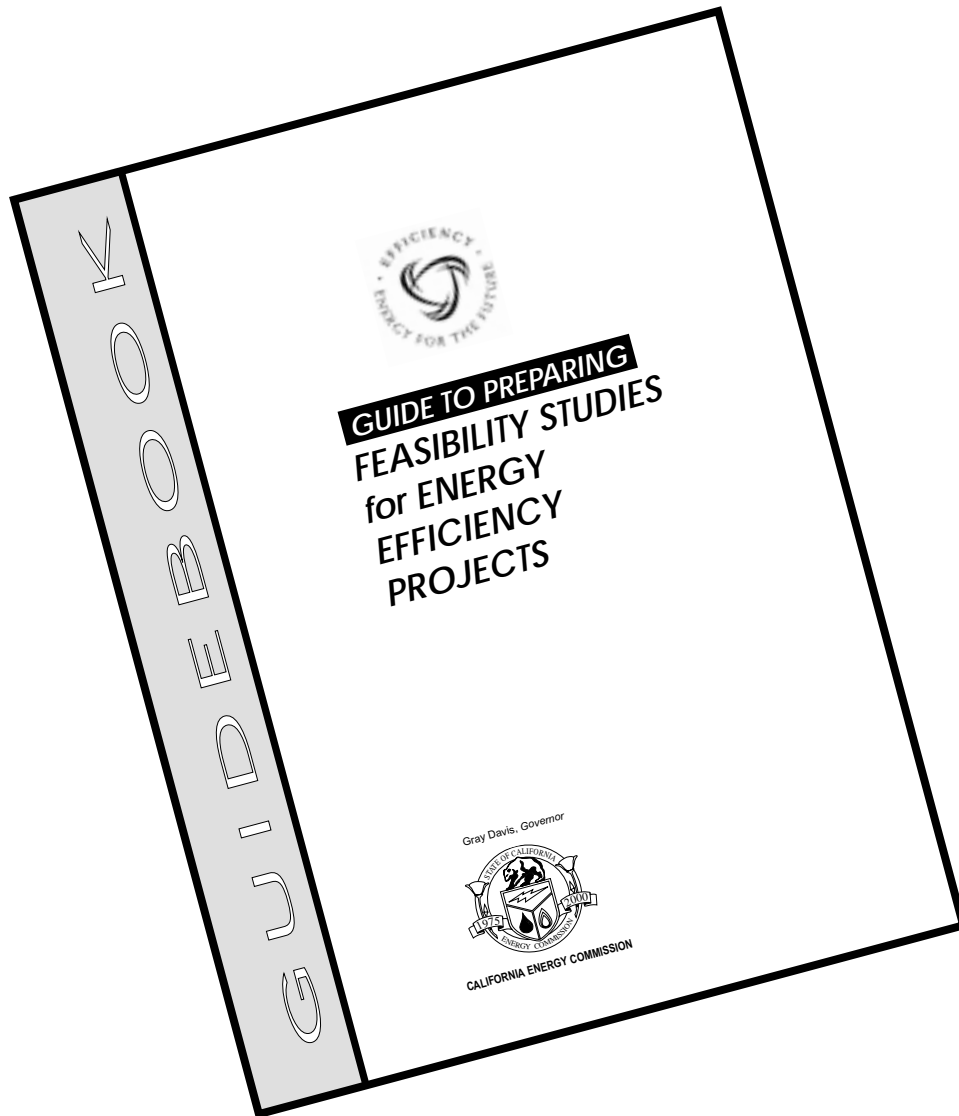 GUIDEBOOK
• EFFICIENCY •
ENERGY FOR THE FUTURE
GUIDE TO PREPARING
FEASIBILITY STUDIES
for ENERGY
EFFICIENCY
PROJECTS
Gray Davis, Governor
STATE OF CALIFORNIA
1975
2000
ENERGY COMMISSION
CALIFORNIA ENERGY COMMISSION